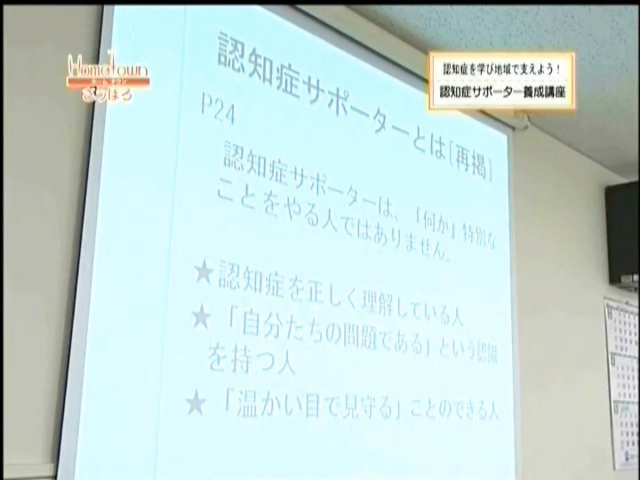 HomeTown
ホームタウン
さっぽろ
認知症を学び地域で支えよう！
認知症サポーター養成講座
認知症サポーターとは[再掲]
P24
認知症サポーターは、「何か」特別な
ことをやる人ではありません。
★認知症を正しく理解している人
★「自分たちの問題である」という認識
を持つ人
★「温かい目で見守る」ことのできる人